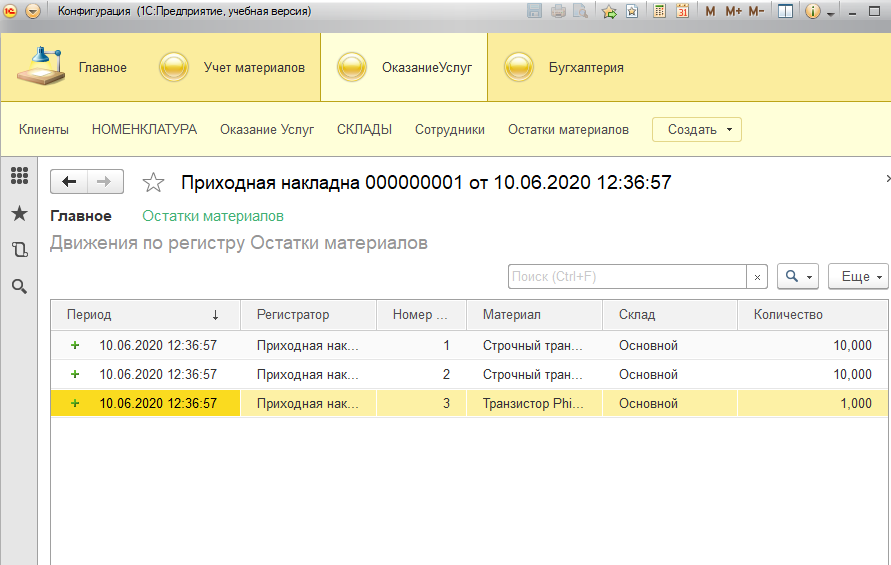 1С Конфигурация (1С:Предприятие, учебная версия) 31 M M+ M− i
Главное Учет материалов ОказаниеУслуг Бугхалтерия
Клиенты НОМЕНКЛАТУРА Оказание Услуг СКЛАДЫ Сотрудники Остатки материалов Создать
Приходная накладна 000000001 от 10.06.2020 12:36:57
Главное Остатки материалов
Движения по регистру Остатки материалов
Поиск (Ctrl+F) × Еще
Период ↓ Регистратор Номер ... Материал Склад Количество
+ 10.06.2020 12:36:57 Приходная нак... 1 Строчный тран... Основной 10,000
+ 10.06.2020 12:36:57 Приходная нак... 2 Строчный тран... Основной 10,000
+ 10.06.2020 12:36:57 Приходная нак... 3 Транзистор Phi... Основной 1,000